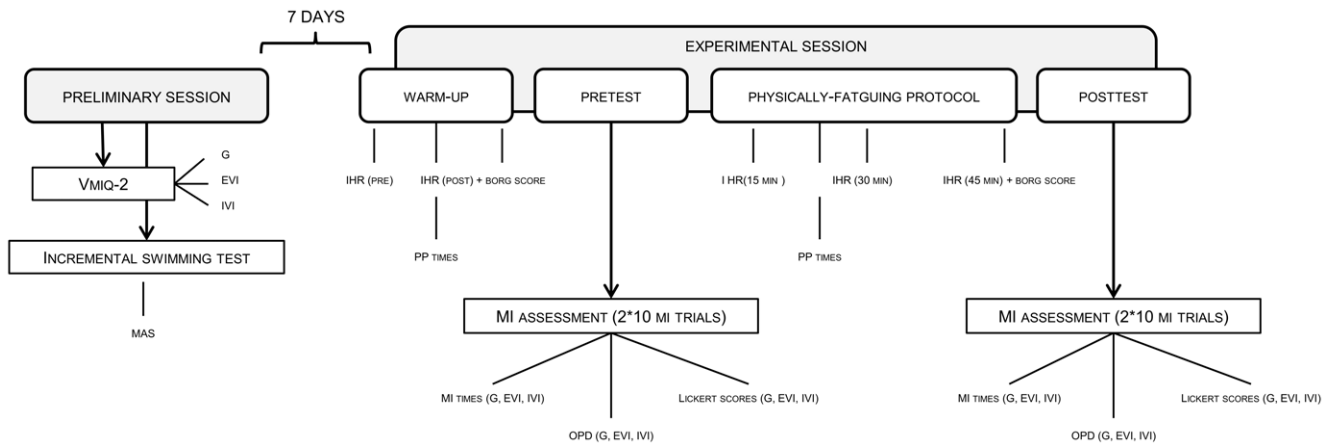 7 DAYS
EXPERIMENTAL SESSION
PRELIMINARY SESSION
WARM-UP
PRETEST
PHYSICALLY-FATGUING PROTOCOL
POSTTEST
G
VMIQ-2
EVI
IVI
IHR (PRE)
IHR (POST) + BORG SCORE
I HR(15 MIN )
IHR (30 MIN)
IHR (45 MIN) + BORG SCORE
INCREMENTAL SWIMMING TEST
PP TIMES
PP TIMES
MAS
MI ASSESSMENT (2*10 MI TRIALS)
MI ASSESSMENT (2*10 MI TRIALS)
MI TIMES (G, EVI, IVI)
LICKERT SCORES (G, EVI, IVI)
MI TIMES (G, EVI, IVI)
LICKERT SCORES (G, EVI, IVI)
OPD (G, EVI, IVI)
OPD (G, EVI, IVI)